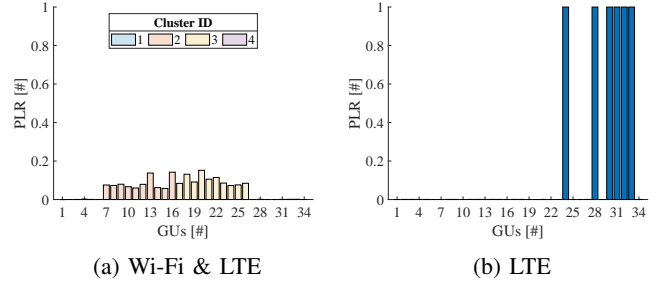 Cluster ID
1 2 3 4
PLR [#]
1
0.8
0.6
0.4
0.2
0
1 4 7 10 13 16 19 22 25 28 31 34
GUs [#]
(a) Wi-Fi & LTE
PLR [#]
1
0.8
0.6
0.4
0.2
0
1 4 7 10 13 16 19 22 25 28 31 34
GUs [#]
(b) LTE